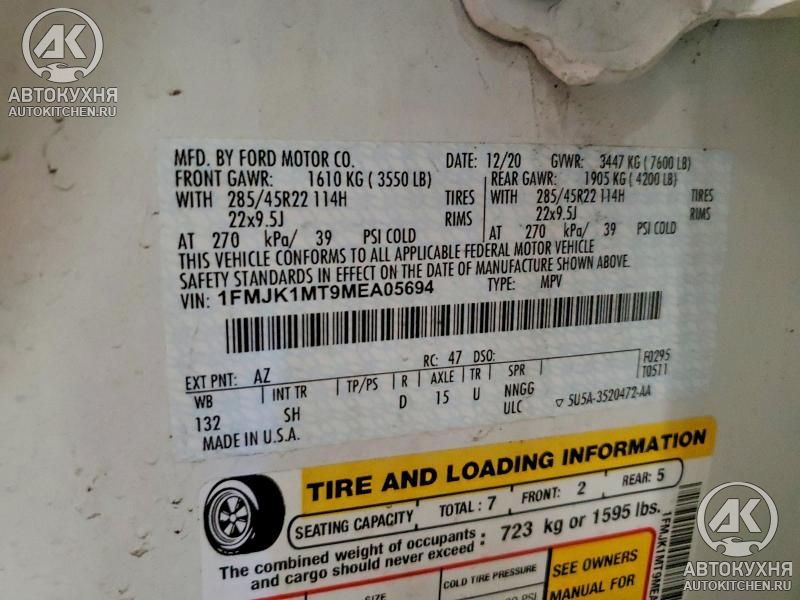 АК
АВТОКУХНЯ
AUTOKITCHEN.RU
MFD. BY FORD MOTOR CO. DATE: 12/20 GVWR: 3447 KG ( 7600 LB)
FRONT GAWR: 1610 KG ( 3550 LB) REAR GAWR: 1905 KG ( 4200 LB)
WITH 285/45R22 114H TIRES WITH 285/45R22 114H TIRES
22x9.5J RIMS 22x9.5J RIMS
AT 270 kPa/ 39 PSI COLD AT 270 kPa/ 39 PSI COLD
THIS VEHICLE CONFORMS TO ALL APPLICABLE FEDERAL MOTOR VEHICLE
SAFETY STANDARDS IN EFFECT ON THE DATE OF MANUFACTURE SHOWN ABOVE.
VIN: 1FMJK1MT9MEA05694 TYPE: MPV
EXT PNT: AZ RC: 47 DSO: F0295
T0511
WB INT TR TP/PS R AXLE TR SPR
132 SH D 15 U NNGG
ULC ▽ 5U5A-3520472-AA
MADE IN U.S.A.
TIRE AND LOADING INFORMATION
SEATING CAPACITY TOTAL: 7 FRONT: 2 REAR: 5
The combined weight of occupants
and cargo should never exceed : 723 kg or 1595 lbs.
SIZE COLD TIRE PRESSURE SEE OWNERS
MANUAL FOR
1FMJK1MT9MEA
АК
АВТОКУХНЯ
AUTOKITCHEN.RU